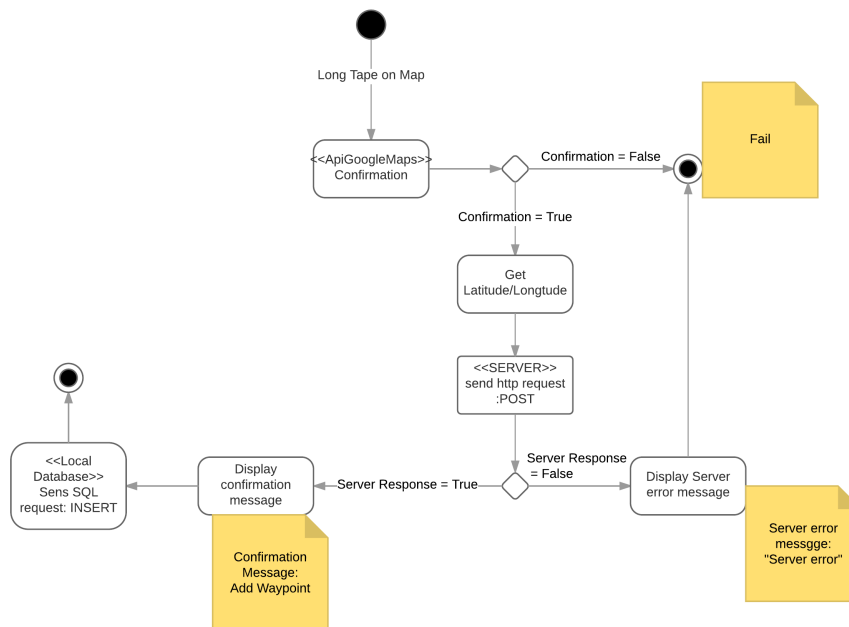 Long Tape on Map
<<ApiGoogleMaps>>
Confirmation
Confirmation = False
Fail
Confirmation = True
Get
Latitude/Longtude
<<SERVER>>
send http request
:POST
Server Response
= False
Server Response = True
Display Server
error message
Display
confirmation
message
<<Local
Database>>
Sens SQL
request: INSERT
Server error
messgge:
"Server error"
Confirmation
Message:
Add Waypoint